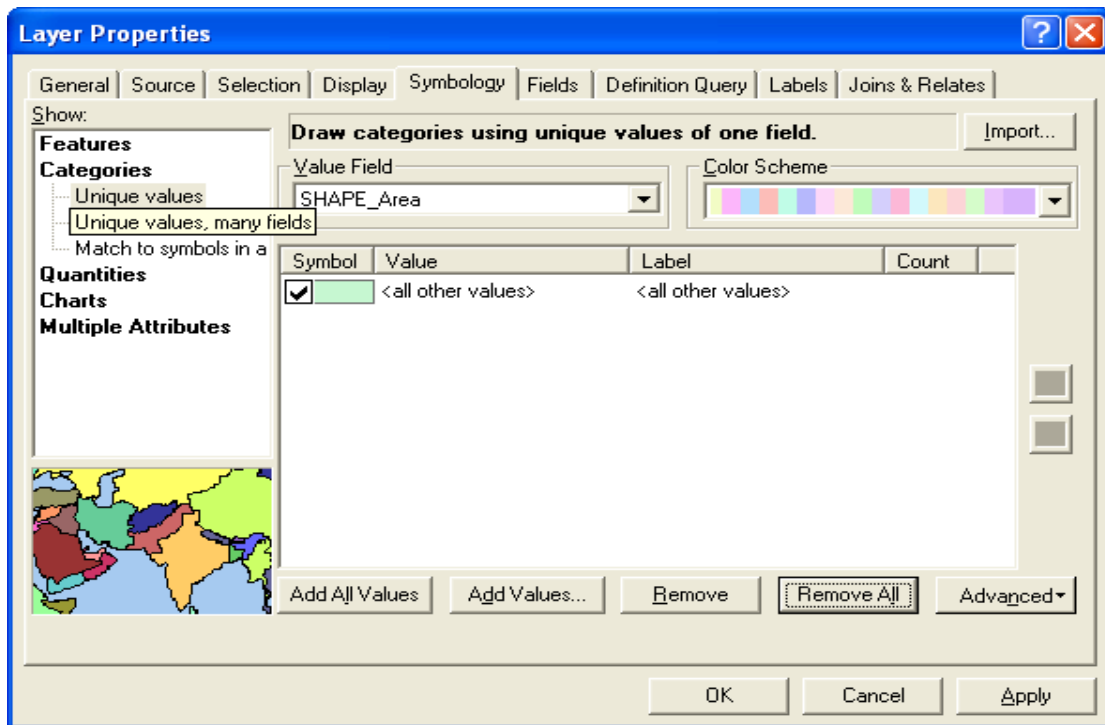 Layer Properties
General Source Selection Display Symbology Fields Definition Query Labels Joins & Relates
Show:
Features
Categories
Unique values
Unique values, many fields
Match to symbols in a
Quantities
Charts
Multiple Attributes
Draw categories using unique values of one field.
Import...
Value Field
SHAPE_Area
Color Scheme
Symbol Value Label Count
<all other values> <all other values>
Add All Values Add Values... Remove Remove All Advanced
OK Cancel Apply